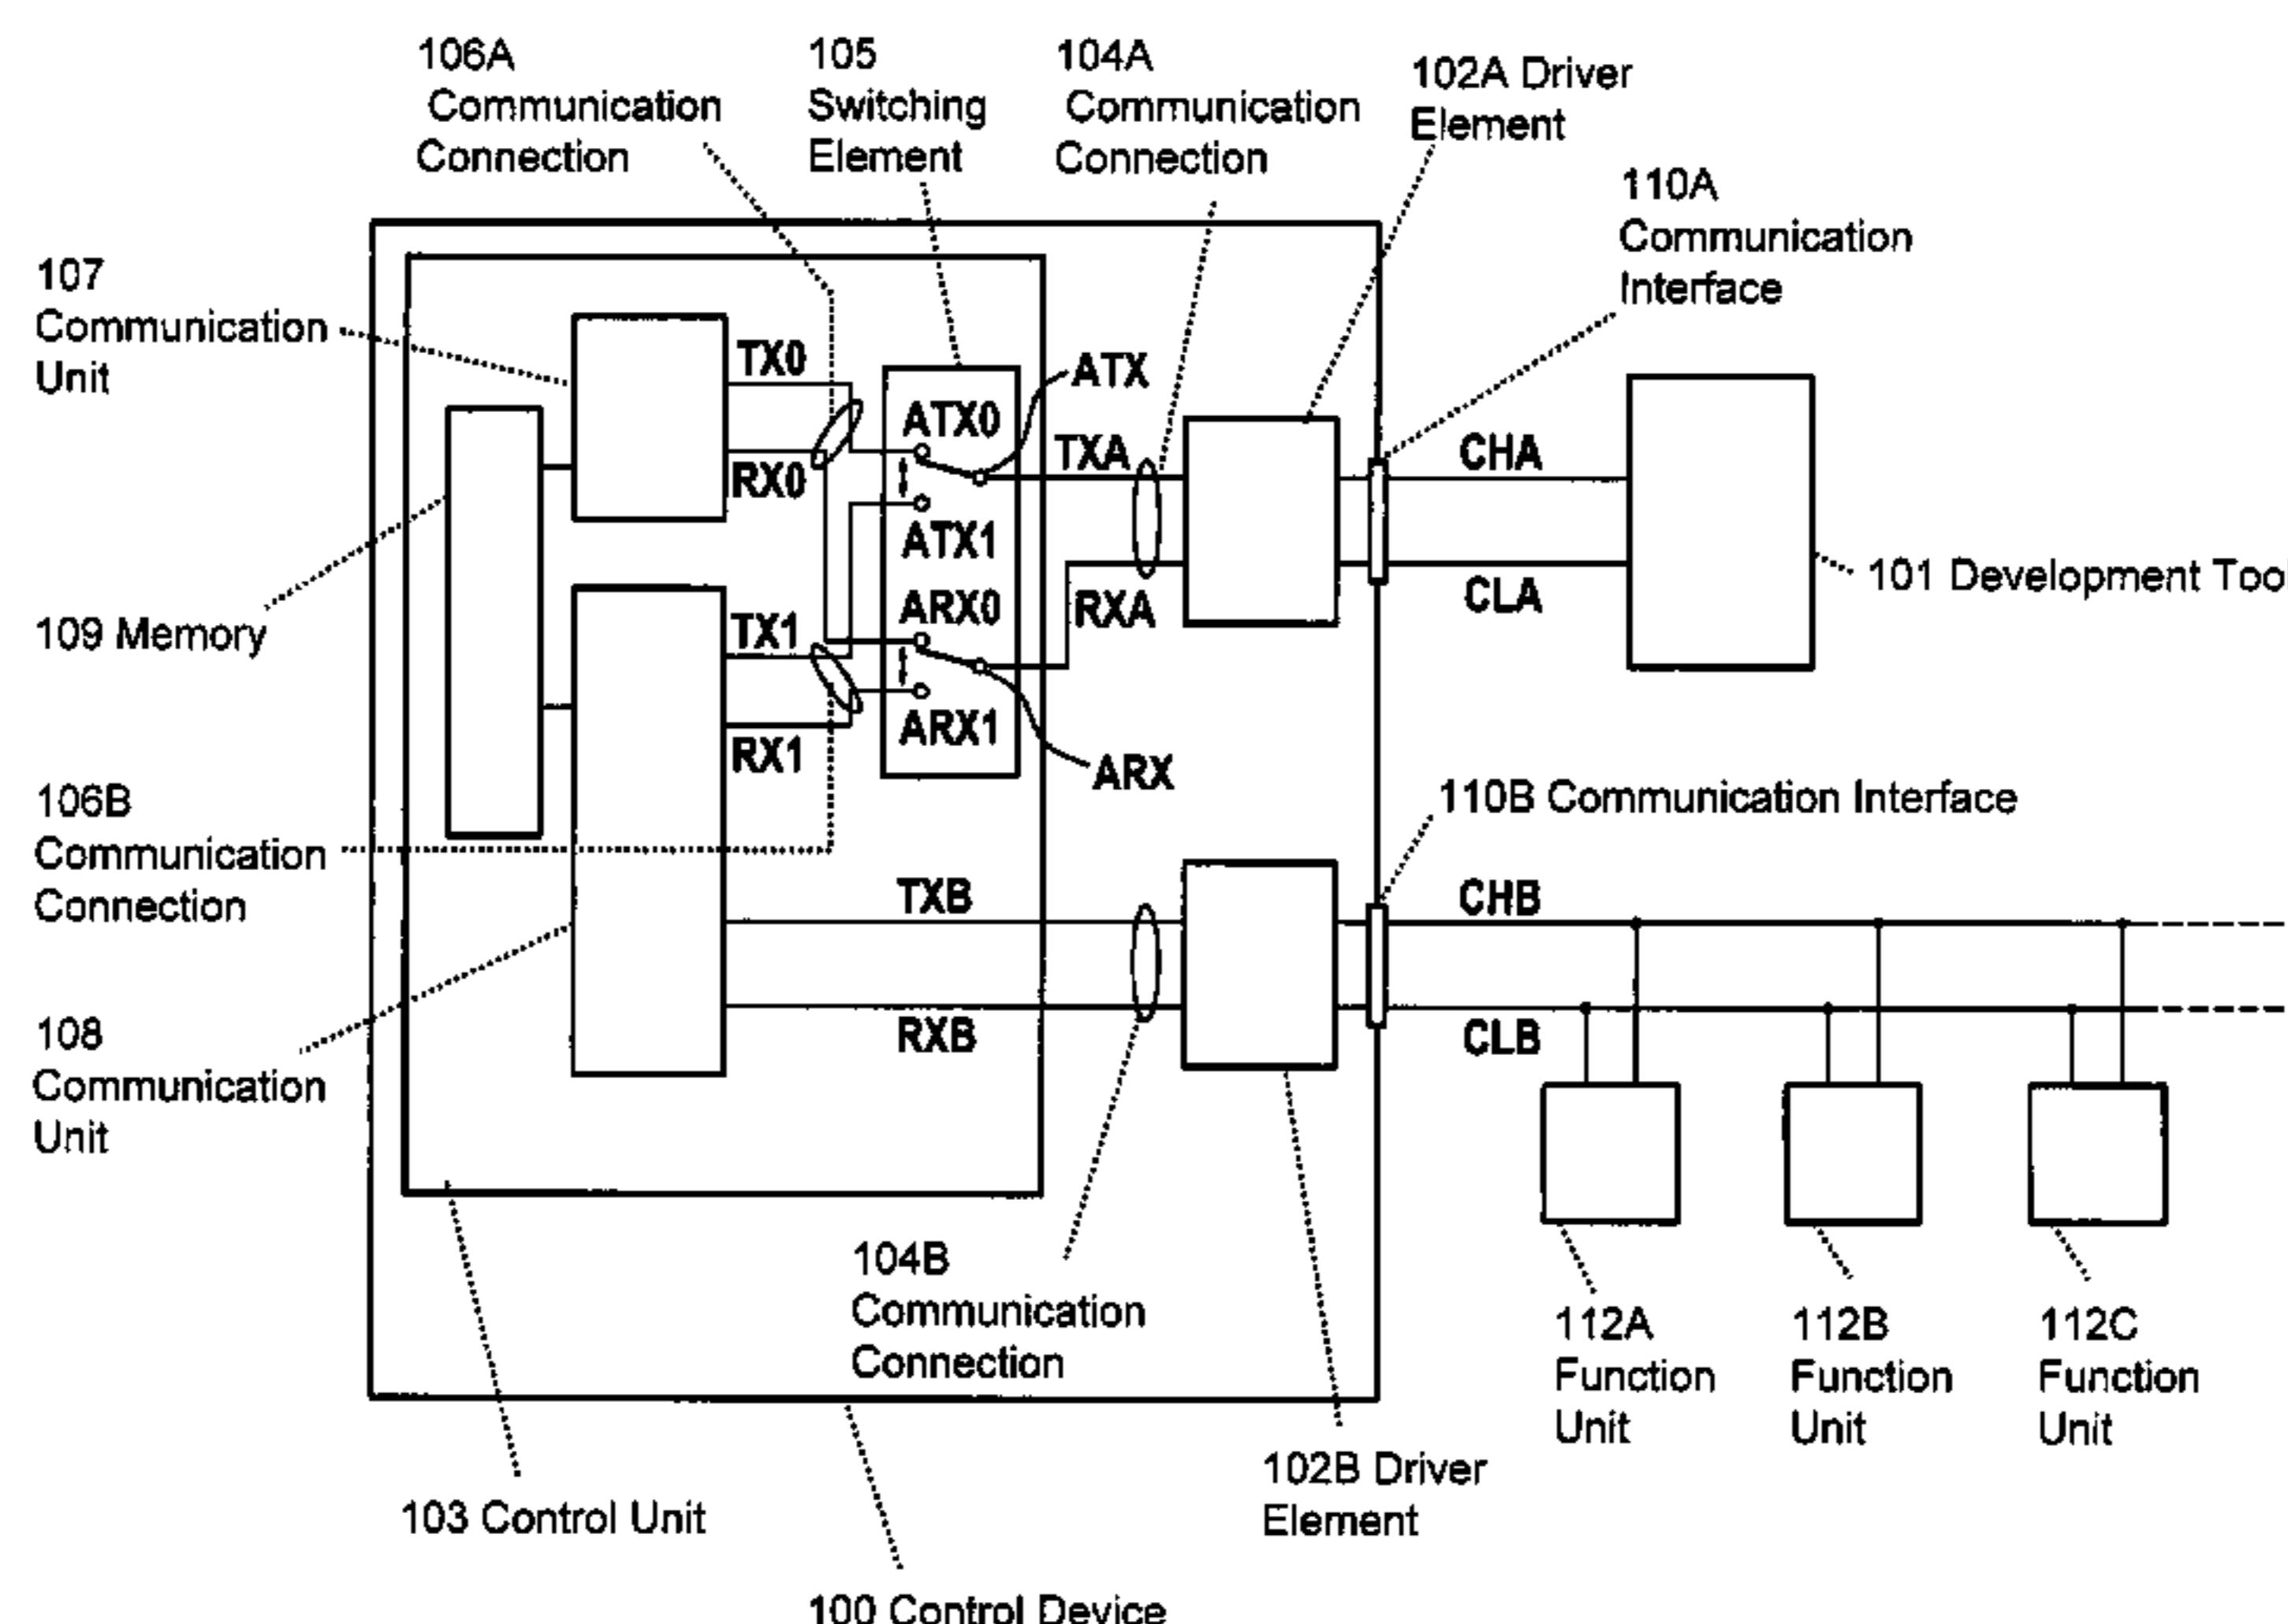 106A
Communication
Connection
105
Switching
Element
104A
Communication
Connection
102A Driver
Element
110A
Communication
Interface
107
Communication
Unit
TX0
RX0
ATX0
ATX1
ATX
TXA
RXA
CHA
CLA
101 Development Tool
109 Memory
TX1
RX1
ARX0
ARX1
ARX
106B
Communication
Connection
110B Communication Interface
TXB
RXB
CHB
CLB
108
Communication
Unit
104B
Communication
Connection
112A
Function
Unit
112B
Function
Unit
112C
Function
Unit
102B Driver
Element
103 Control Unit
100 Control Device